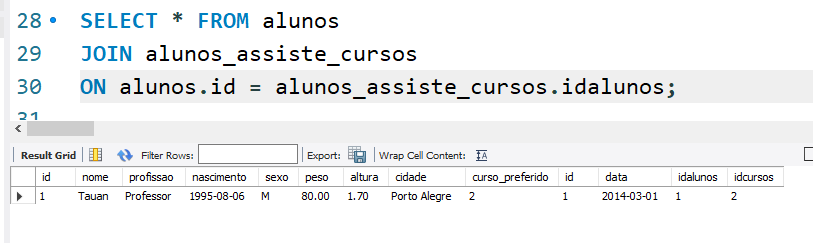 28 SELECT * FROM alunos
29 JOIN alunos_assiste_cursos
30 ON alunos.id = alunos_assiste_cursos.idalunos;
31
Result Grid Filter Rows: Export: Wrap Cell Content:
id nome profissao nascimento sexo peso altura cidade curso_preferido id data idalunos idcursos
1 Tauan Professor 1995-08-06 M 80.00 1.70 Porto Alegre 2 1 2014-03-01 1 2